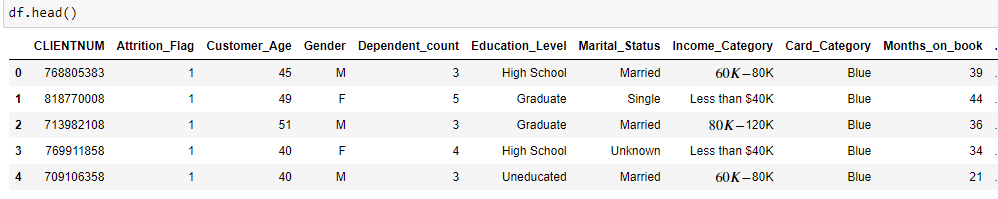 df.head()
CLIENTNUM Attrition_Flag Customer_Age Gender Dependent_count Education_Level Marital_Status Income_Category Card_Category Months_on_book .
0 768805383 1 45 M 3 High School Married 60K−80K Blue 39 .
1 818770008 1 49 F 5 Graduate Single Less than $40K Blue 44 .
2 713982108 1 51 M 3 Graduate Married 80K−120K Blue 36 .
3 769911858 1 40 F 4 High School Unknown Less than $40K Blue 34 .
4 709106358 1 40 M 3 Uneducated Married 60K−80K Blue 21 .